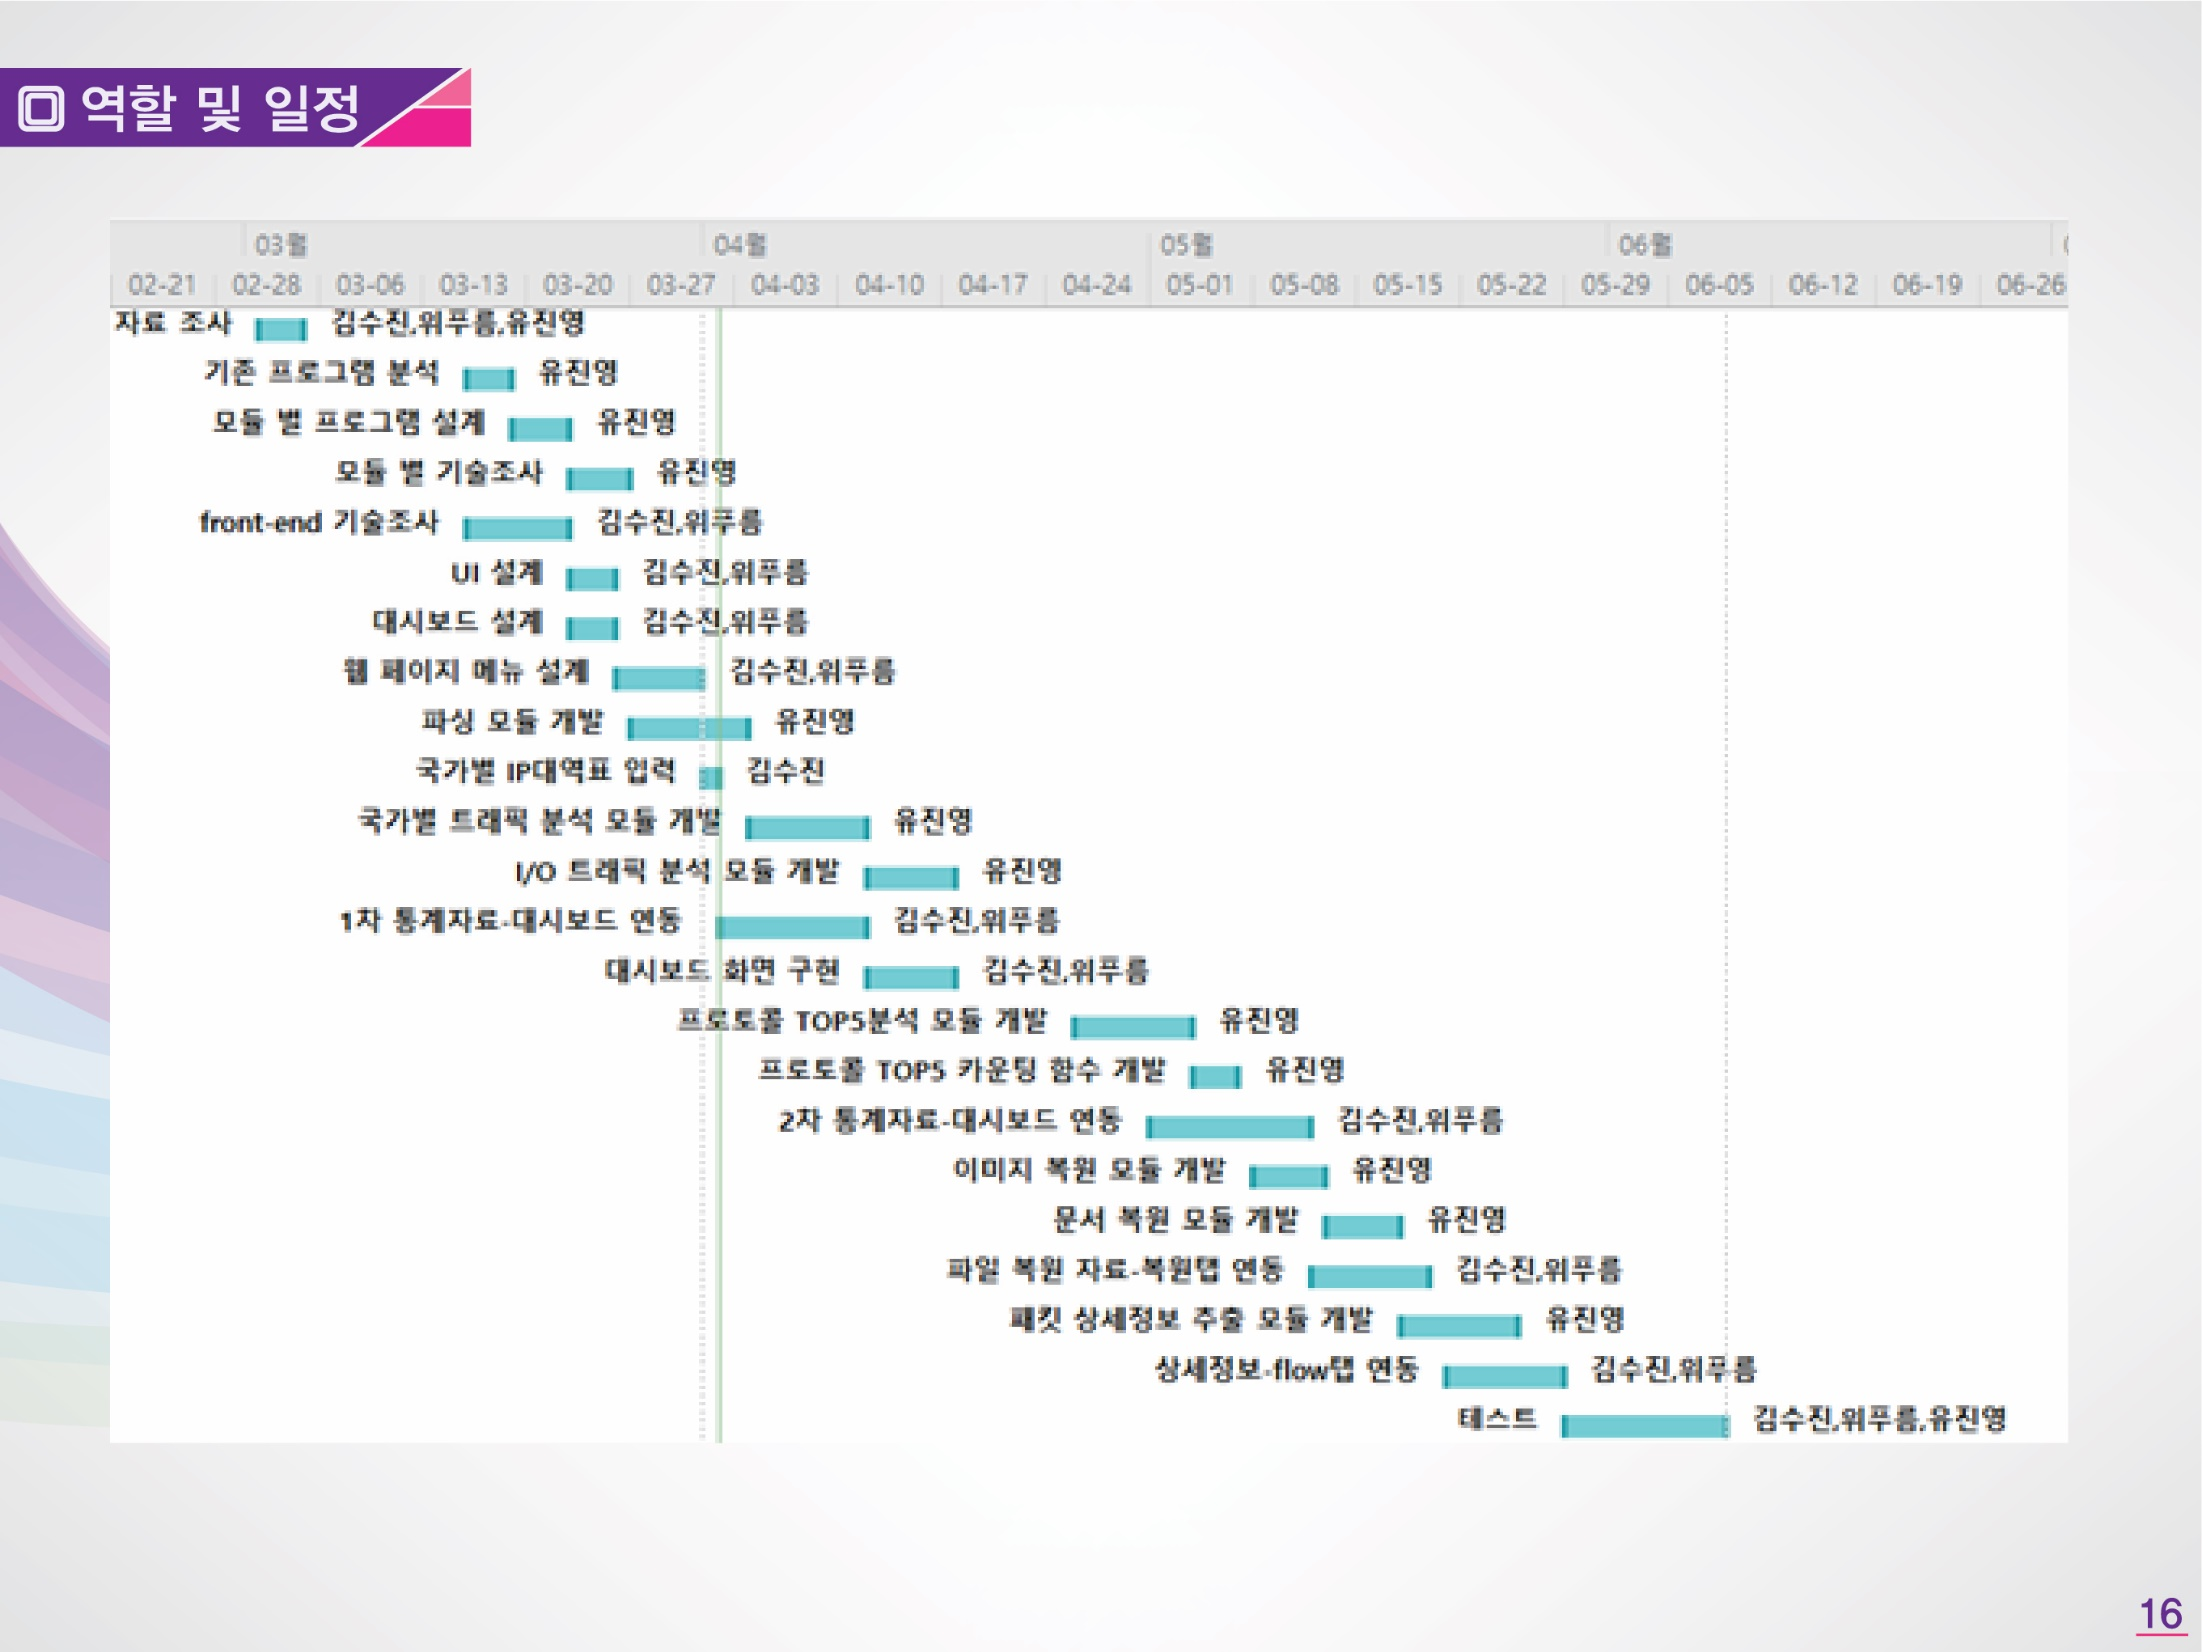 역할 및 일정
03월 04월 05월 06월
02-21 02-28 03-06 03-13 03-20 03-27 04-03 04-10 04-17 04-24 05-01 05-08 05-15 05-22 05-29 06-05 06-12 06-19 06-26
자료 조사 김수진,위푸름,유진영
기존 프로그램 분석 유진영
모듈 별 프로그램 설계 유진영
모듈 별 기술조사 유진영
front-end 기술조사 김수진,위푸름
UI 설계 김수진,위푸름
대시보드 설계 김수진,위푸름
웹 페이지 메뉴 설계 김수진,위푸름
파싱 모듈 개발 유진영
국가별 IP대역표 입력 김수진
국가별 트래픽 분석 모듈 개발 유진영
I/O 트래픽 분석 모듈 개발 유진영
1차 통계자료-대시보드 연동 김수진,위푸름
대시보드 화면 구현 김수진,위푸름
프로토콜 TOP5분석 모듈 개발 유진영
프로토콜 TOP5 카운팅 함수 개발 유진영
2차 통계자료-대시보드 연동 김수진,위푸름
이미지 복원 모듈 개발 유진영
문서 복원 모듈 개발 유진영
파일 복원 자료-복원탭 연동 김수진,위푸름
패킷 상세정보 추출 모듈 개발 유진영
상세정보-flow탭 연동 김수진,위푸름
테스트 김수진,위푸름,유진영
16